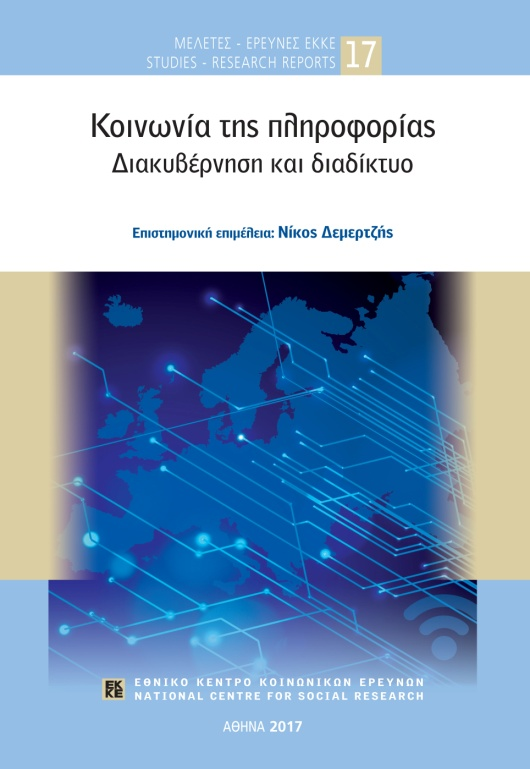 ΜΕΛΕΤΕΣ - ΕΡΕΥΝΕΣ ΕΚΚΕ
STUDIES - RESEARCH REPORTS 17
Κοινωνία της πληροφορίας
Διακυβέρνηση και διαδίκτυο
Επιστημονική επιμέλεια: Νίκος Δεμερτζής
ΕΚ
ΚΕ
ΕΘΝΙΚΟ ΚΕΝΤΡΟ ΚΟΙΝΩΝΙΚΩΝ ΕΡΕΥΝΩΝ
NATIONAL CENTRE FOR SOCIAL RESEARCH
ΑΘΗΝΑ 2017